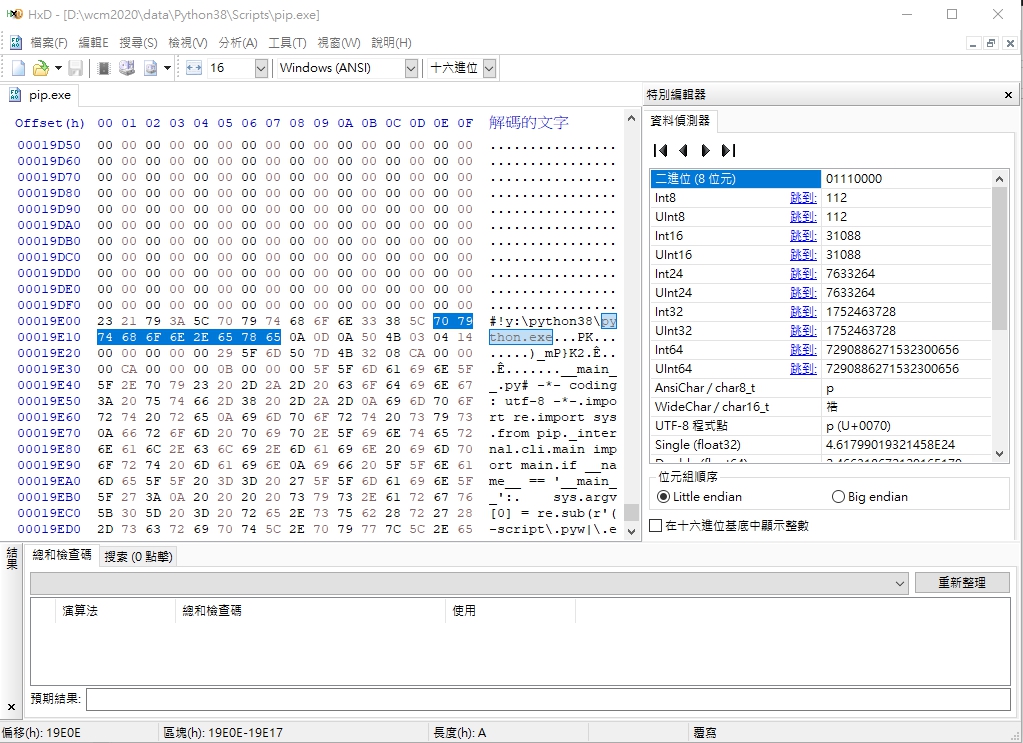 HxD - [D:\wcm2020\data\Python38\Scripts\pip.exe]
檔案(F) 編輯E 搜尋(S) 檢視(V) 分析(A) 工具(T) 視窗(W) 說明(H)
16 Windows (ANSI) 十六進位
pip.exe
Offset(h) 00 01 02 03 04 05 06 07 08 09 0A 0B 0C 0D 0E 0F 解碼的文字
00019D50 00 00 00 00 00 00 00 00 00 00 00 00 00 00 00 00 ................
00019D60 00 00 00 00 00 00 00 00 00 00 00 00 00 00 00 00 ................
00019D70 00 00 00 00 00 00 00 00 00 00 00 00 00 00 00 00 ................
00019D80 00 00 00 00 00 00 00 00 00 00 00 00 00 00 00 00 ................
00019D90 00 00 00 00 00 00 00 00 00 00 00 00 00 00 00 00 ................
00019DA0 00 00 00 00 00 00 00 00 00 00 00 00 00 00 00 00 ................
00019DB0 00 00 00 00 00 00 00 00 00 00 00 00 00 00 00 00 ................
00019DC0 00 00 00 00 00 00 00 00 00 00 00 00 00 00 00 00 ................
00019DD0 00 00 00 00 00 00 00 00 00 00 00 00 00 00 00 00 ................
00019DE0 00 00 00 00 00 00 00 00 00 00 00 00 00 00 00 00 ................
00019DF0 00 00 00 00 00 00 00 00 00 00 00 00 00 00 00 00 ................
00019E00 23 21 79 3A 5C 70 79 74 68 6F 6E 33 38 5C 70 79 #!y:\python38\py
00019E10 74 68 6F 6E 2E 65 78 65 0A 0D 0A 50 4B 03 04 14 thon.exe...PK...
00019E20 00 00 00 00 00 29 5F 6D 50 7D 4B 32 08 CA 00 00 .....)_mP}K2.Ê..
00019E30 00 CA 00 00 00 0B 00 00 00 5F 5F 6D 61 69 6E 5F .Ê.......__main_
00019E40 5F 2E 70 79 23 20 2D 2A 2D 20 63 6F 64 69 6E 67 _.py# -*- coding
00019E50 3A 20 75 74 66 2D 38 20 2D 2A 2D 0A 69 6D 70 6F : utf-8 -*-.impo
00019E60 72 74 20 72 65 0A 69 6D 70 6F 72 74 20 73 79 73 rt re.import sys
00019E70 0A 66 72 6F 6D 20 70 69 70 2E 5F 69 6E 74 65 72 .from pip._inter
00019E80 6E 61 6C 2E 63 6C 69 2E 6D 61 69 6E 20 69 6D 70 nal.cli.main imp
00019E90 6F 72 74 20 6D 61 69 6E 0A 69 66 20 5F 5F 6E 61 ort main.if __na
00019EA0 6D 65 5F 5F 20 3D 3D 20 27 5F 5F 6D 61 69 6E 5F me__ == '__main_
00019EB0 5F 27 3A 0A 20 20 20 20 73 79 73 2E 61 72 67 76 _':.    sys.argv
00019EC0 5B 30 5D 20 3D 20 72 65 2E 73 75 62 28 72 27 28 [0] = re.sub(r'(
00019ED0 2D 73 63 72 69 70 74 5C 2E 70 79 77 7C 5C 2E 65 -script\.pyw|\.e
特別編輯器
資料偵測器
二進位 (8 位元) 01110000
Int8 跳到: 112
UInt8 跳到: 112
Int16 跳到: 31088
UInt16 跳到: 31088
Int24 跳到: 7633264
UInt24 跳到: 7633264
Int32 跳到: 1752463728
UInt32 跳到: 1752463728
Int64 跳到: 7290886271532300656
UInt64 跳到: 7290886271532300656
AnsiChar / char8_t p
WideChar / char16_t 祰
UTF-8 程式點 p (U+0070)
Single (float32) 4.61799019321458E24
位元組順序
Little endian Big endian
在十六進位基底中顯示整數
結果
總和檢查碼 搜索 (0 點擊)
重新整理
演算法 總和檢查碼 使用
預期結果:
偏移(h): 19E0E 區塊(h): 19E0E-19E17 長度(h): A 覆寫